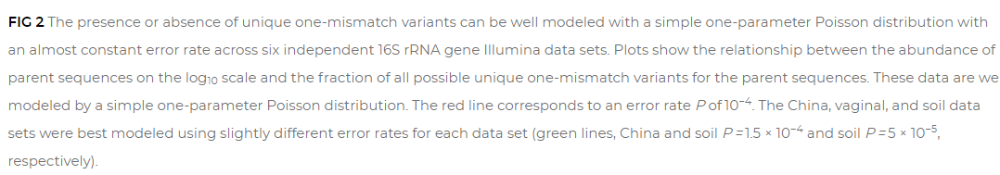 FIG 2 The presence or absence of unique one-mismatch variants can be well modeled with a simple one-parameter Poisson distribution with
an almost constant error rate across six independent 16S rRNA gene Illumina data sets. Plots show the relationship between the abundance of
parent sequences on the log₁₀ scale and the fraction of all possible unique one-mismatch variants for the parent sequences. These data are we
modeled by a simple one-parameter Poisson distribution. The red line corresponds to an error rate P of 10⁻⁴. The China, vaginal, and soil data
sets were best modeled using slightly different error rates for each data set (green lines, China and soil P = 1.5 × 10⁻⁴ and soil P = 5 × 10⁻⁵,
respectively).